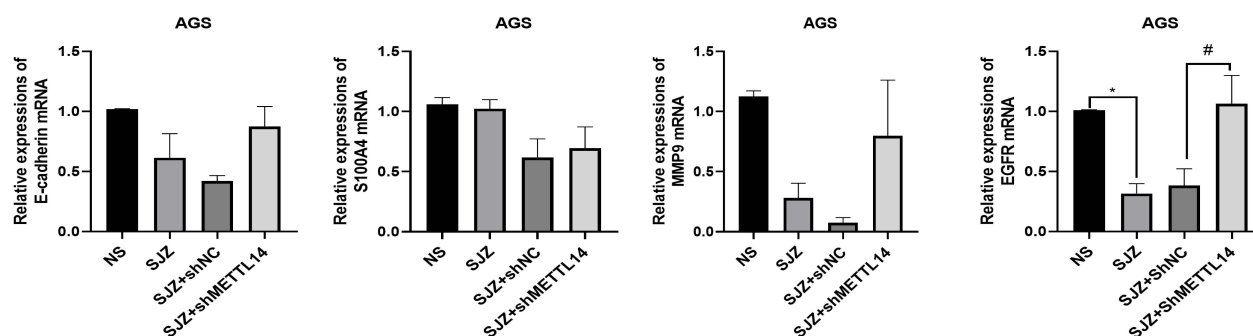 AGS
Relative expressions of
E-cadherin mRNA
1.5
1.0
0.5
0.0
NS
SJZ
SJZ+shNC
SJZ+shMETTL14
AGS
Relative expressions of
S100A4 mRNA
1.5
1.0
0.5
0.0
NS
SJZ
SJZ+shNC
SJZ+shMETTL14
AGS
Relative expressions of
MMP9 mRNA
1.5
1.0
0.5
0.0
NS
SJZ
SJZ+shNC
SJZ+shMETTL14
AGS
Relative expressions of
EGFR mRNA
1.5
1.0
0.5
0.0
*
#
NS
SJZ
SJZ+ShNC
SJZ+ShMETTL14